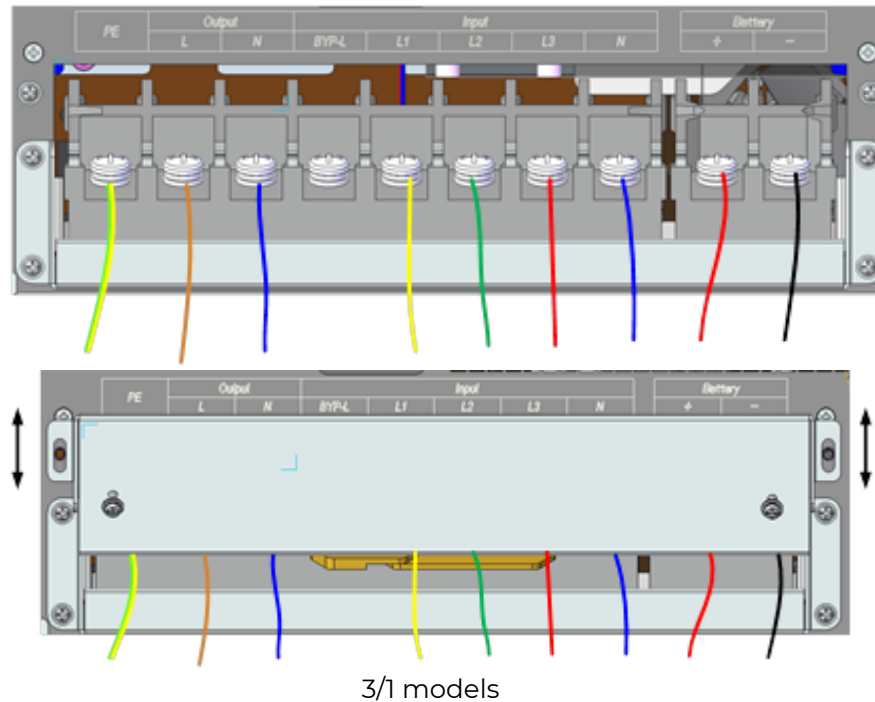 PE Output Input Battery
L N BYP-L L1 L2 L3 N + −
PE Output Input Battery
L N BYP-L L1 L2 L3 N + −
3/1 models